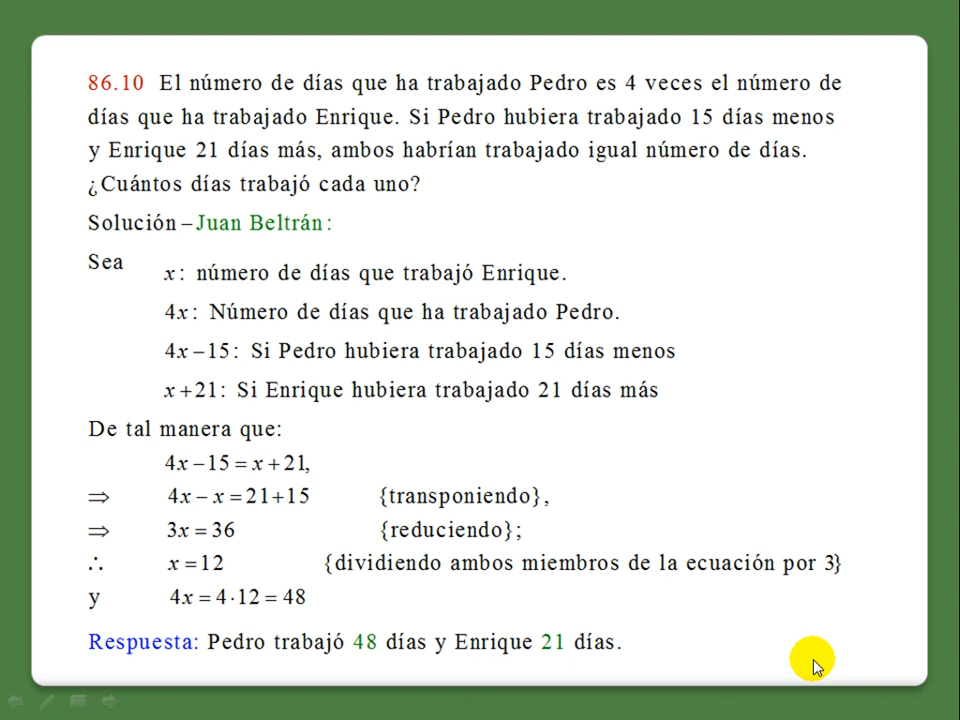 86.10 El número de días que ha trabajado Pedro es 4 veces el número de
días que ha trabajado Enrique. Si Pedro hubiera trabajado 15 días menos
y Enrique 21 días más, ambos habrían trabajado igual número de días.
¿Cuántos días trabajó cada uno?
Solución – Juan Beltrán:
Sea x: número de días que trabajó Enrique.
4x: Número de días que ha trabajado Pedro.
4x – 15: Si Pedro hubiera trabajado 15 días menos
x + 21: Si Enrique hubiera trabajado 21 días más
De tal manera que:
4x – 15 = x + 21,
⇒ 4x – x = 21+15 {transponiendo},
⇒ 3x = 36 {reduciendo};
∴ x = 12 {dividiendo ambos miembros de la ecuación por 3}
y 4x = 4 · 12 = 48
Respuesta: Pedro trabajó 48 días y Enrique 21 días.